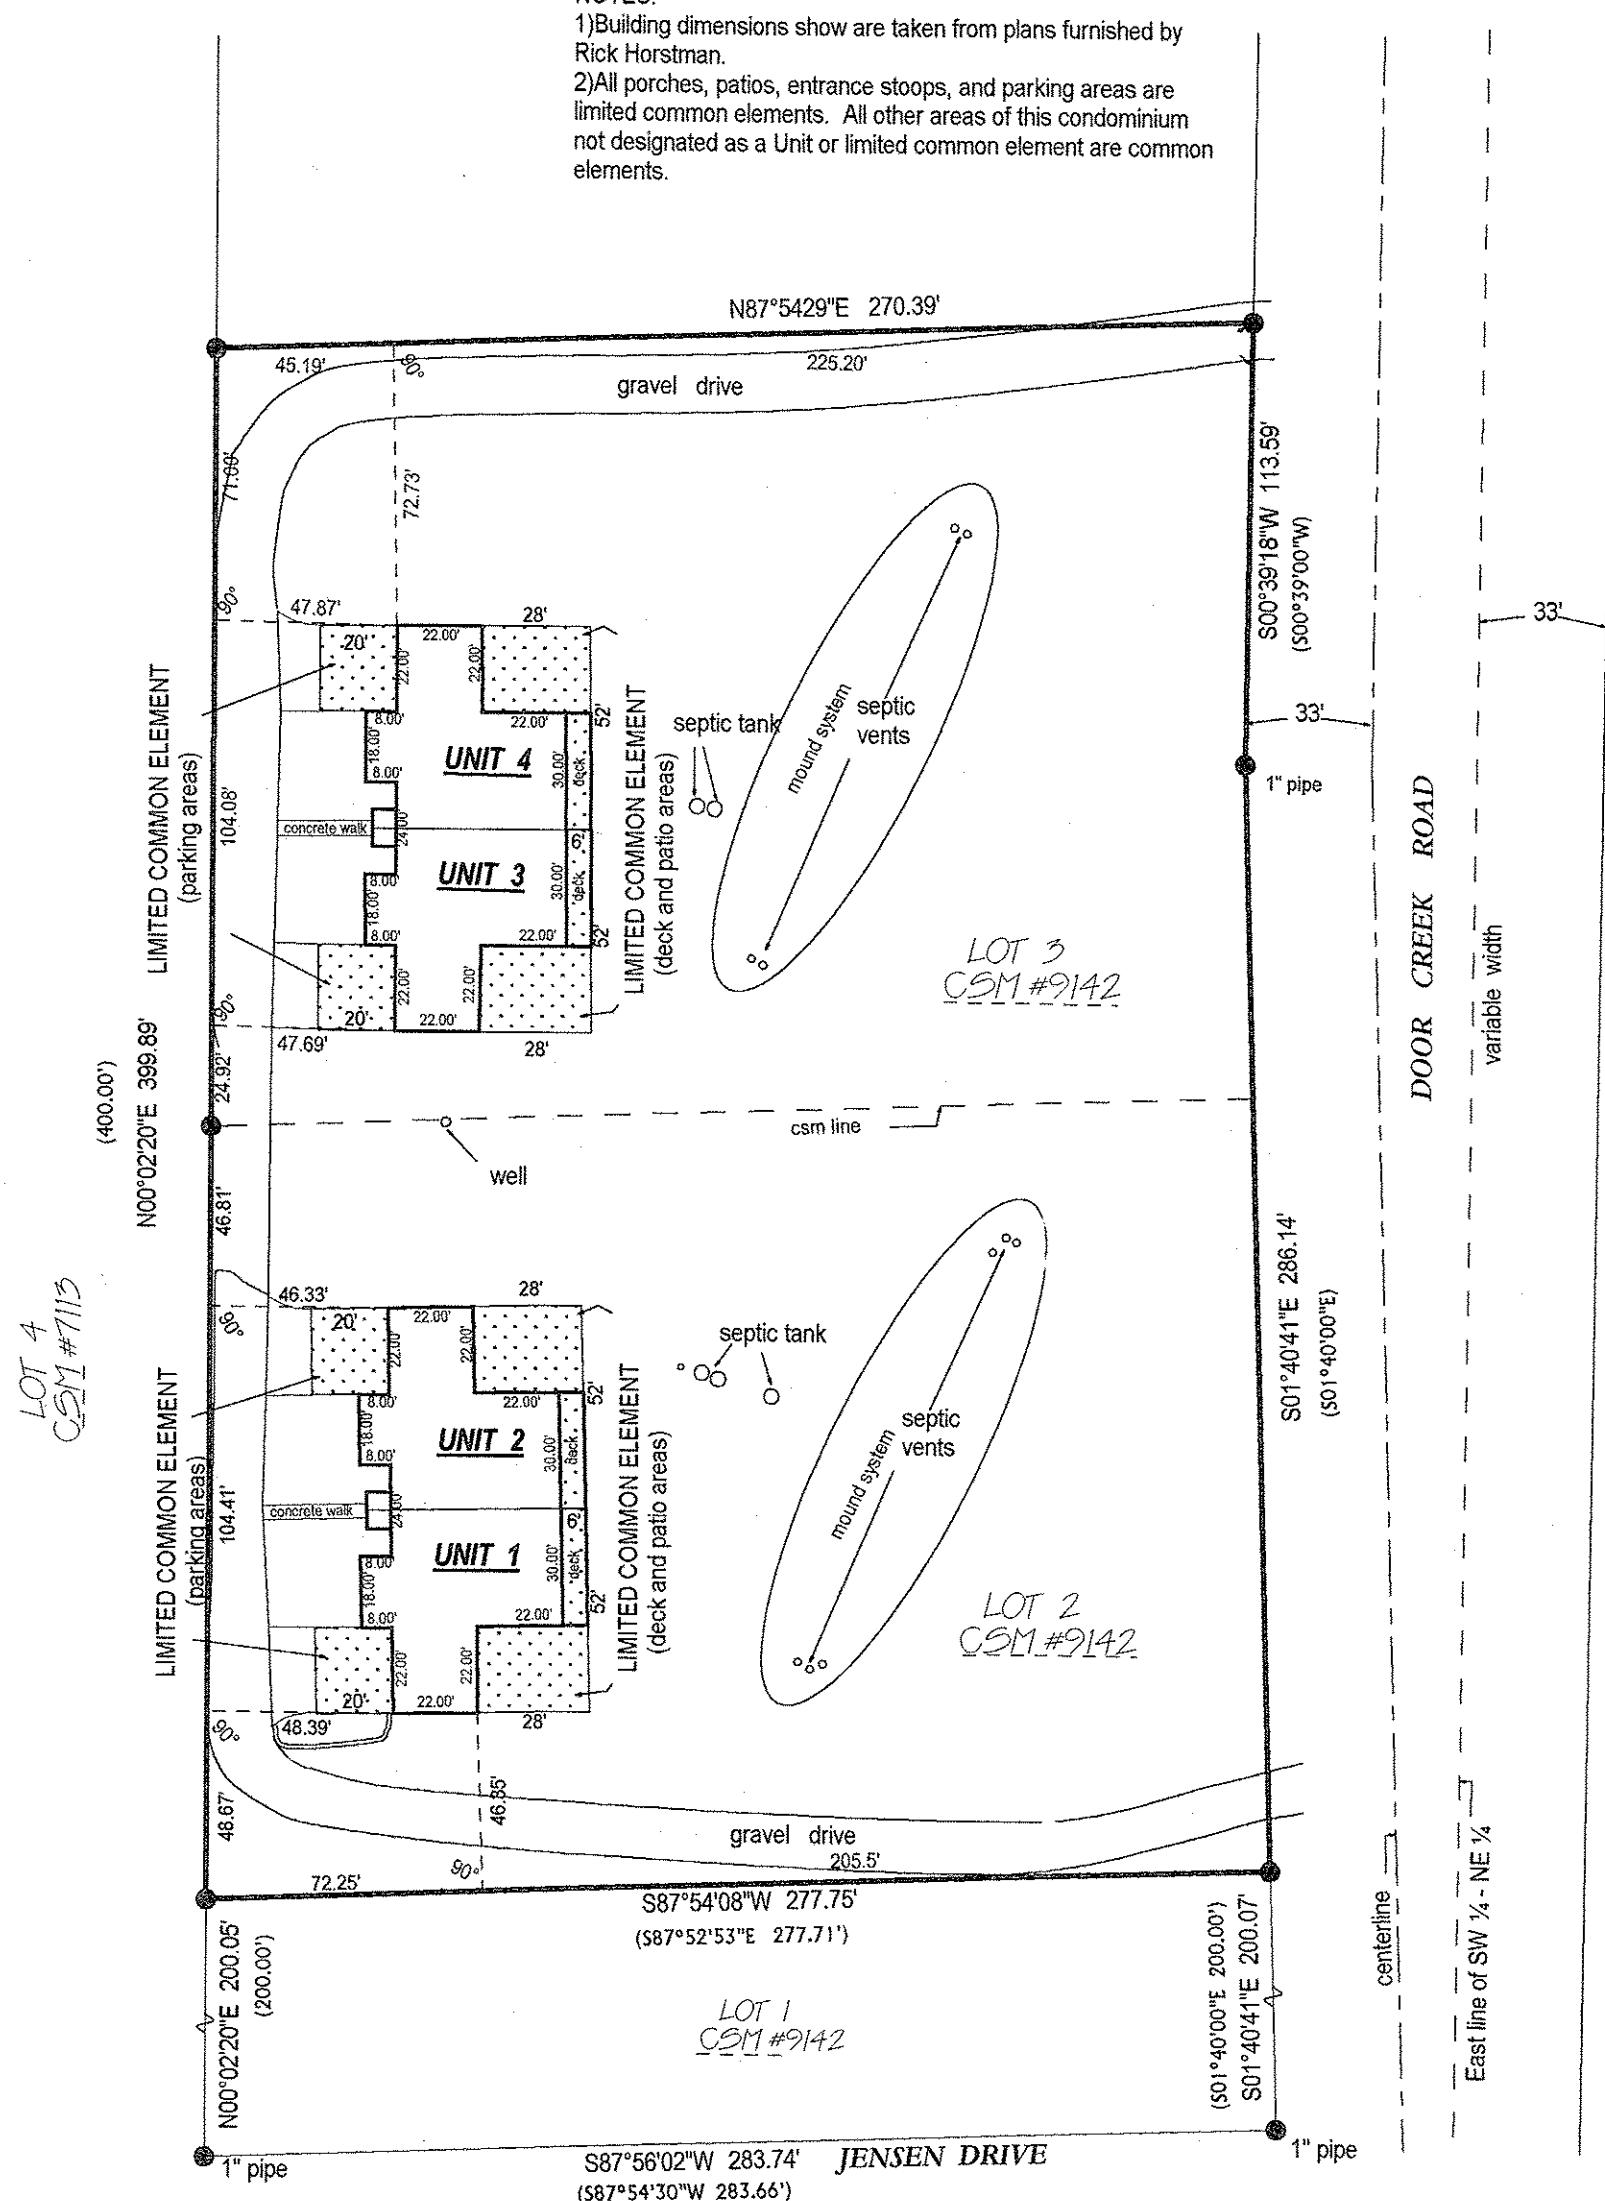 NOTES:
1)Building dimensions show are taken from plans furnished by
Rick Horstman.
2)All porches, patios, entrance stoops, and parking areas are
limited common elements. All other areas of this condominium
not designated as a Unit or limited common element are common
elements.
N87°5429"E 270.39'
45.19'
90°
225.20'
gravel drive
71.60'
72.73'
S00°39'18"W 113.59'
(S00°39'00"W)
90°
47.87'
28'
20'
22.00'
22.00'
22.00'
33'
LIMITED COMMON ELEMENT
(parking areas)
8.00'
22.00'
52'
18.00'
UNIT 4
30.00'
deck
8.00'
septic tank
mound system
septic
vents
33'
1" pipe
LIMITED COMMON ELEMENT
(deck and patio areas)
104.08'
concrete walk
24.00'
6'
8.00'
UNIT 3
30.00'
deck
18.00'
8.00'
22.00'
52'
22.00'
22.00'
20'
22.00'
28'
90°
47.69'
LOT 3
CSM #9142
DOOR CREEK ROAD
variable width
(400.00')
N00°02'20"E 399.89'
24.92'
csm line
well
46.81'
LOT 4
CSM #7113
46.33'
28'
20'
22.00'
22.00'
22.00'
90°
septic tank
S01°40'41"E 286.14'
(S01°40'00"E)
LIMITED COMMON ELEMENT
(parking areas)
8.00'
22.00'
52'
18.00'
UNIT 2
30.00'
deck
8.00'
septic
vents
mound system
LIMITED COMMON ELEMENT
(deck and patio areas)
104.41'
concrete walk
24.00'
6'
8.00'
UNIT 1
30.00'
deck
18.00'
8.00'
22.00'
52'
22.00'
22.00'
20'
22.00'
28'
90°
48.39'
LOT 2
CSM #9142
48.67'
46.85'
gravel drive
205.5'
90°
72.25'
S87°54'08"W 277.75'
(S87°52'53"E 277.71')
N00°02'20"E 200.05'
(200.00')
LOT 1
CSM #9142
(S01°40'00"E 200.00')
S01°40'41"E 200.07'
centerline
East line of SW ¼ - NE ¼
1" pipe
S87°56'02"W 283.74'
JENSEN DRIVE
1" pipe
(S87°54'30"W 283.66')